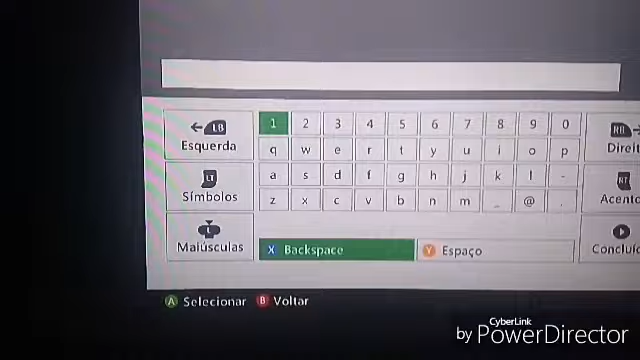 LB
Esquerda
1 2 3 4 5 6 7 8 9 0
RB
Direit
q w e r t y u i o p
LT
Símbolos
a s d f g h j k l -
RT
Acento
z x c v b n m _ @ .
L
Maiúsculas
X Backspace
Y Espaço
Concluíd
A Selecionar B Voltar
CyberLink
by PowerDirector